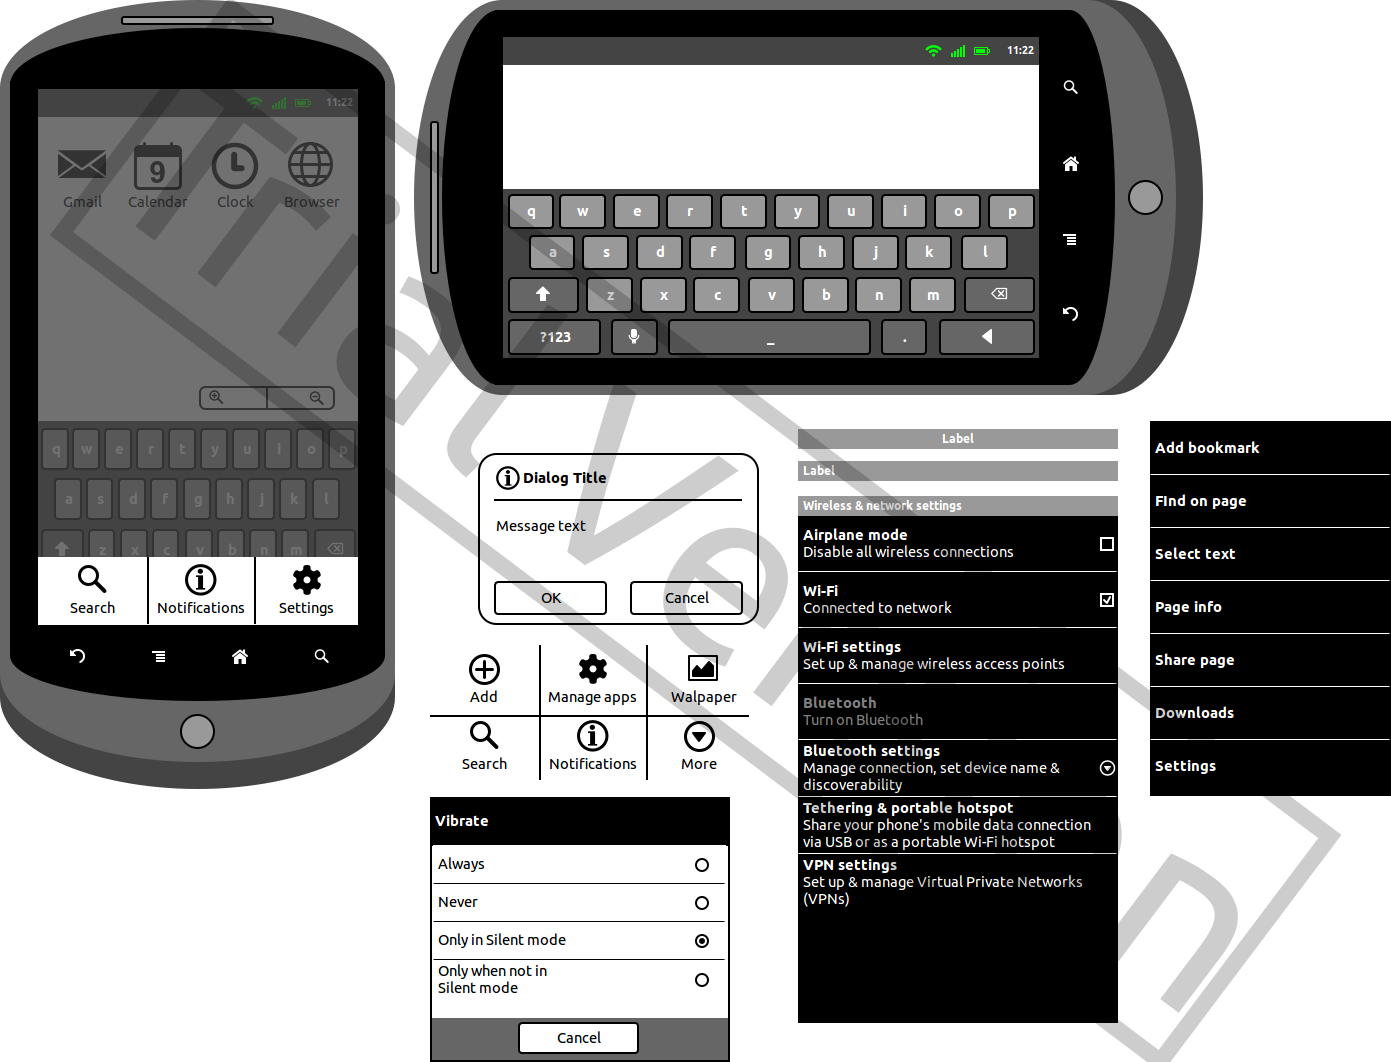 11:22
9
Gmail Calendar Clock Browser
q w e r t y u i o p
a s d f g h j k l
z x c v b n m
Search Notifications Settings
11:22
q w e r t y u i o p
a s d f g h j k l
z x c v b n m
?123 _ .
Dialog Title
Message text
OK Cancel
Add Manage apps Walpaper
Search Notifications More
Vibrate
Always
Never
Only in Silent mode
Only when not in
Silent mode
Cancel
Label
Label
Wireless & network settings
Airplane mode
Disable all wireless connections
Wi-Fi
Connected to network
Wi-Fi settings
Set up & manage wireless access points
Bluetooth
Turn on Bluetooth
Bluetooth settings
Manage connection, set device name &
discoverability
Tethering & portable hotspot
Share your phone's mobile data connection
via USB or as a portable Wi-Fi hotspot
VPN settings
Set up & manage Virtual Private Networks
(VPNs)
Add bookmark
FInd on page
Select text
Page info
Share page
Downloads
Settings
Trial Version